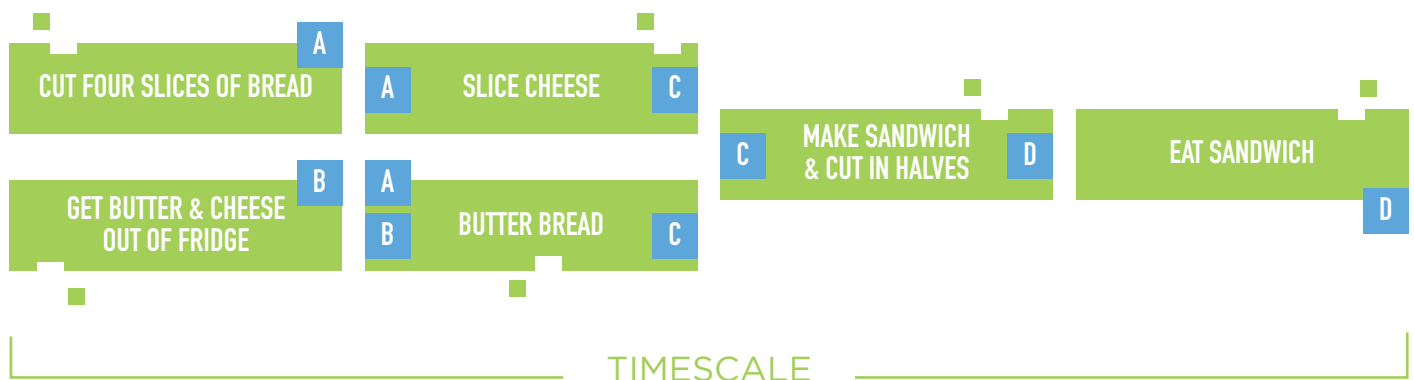 A
CUT FOUR SLICES OF BREAD
A
SLICE CHEESE
C
B
GET BUTTER & CHEESE
OUT OF FRIDGE
A
B
BUTTER BREAD
C
C
MAKE SANDWICH
& CUT IN HALVES
D
EAT SANDWICH
D
TIMESCALE